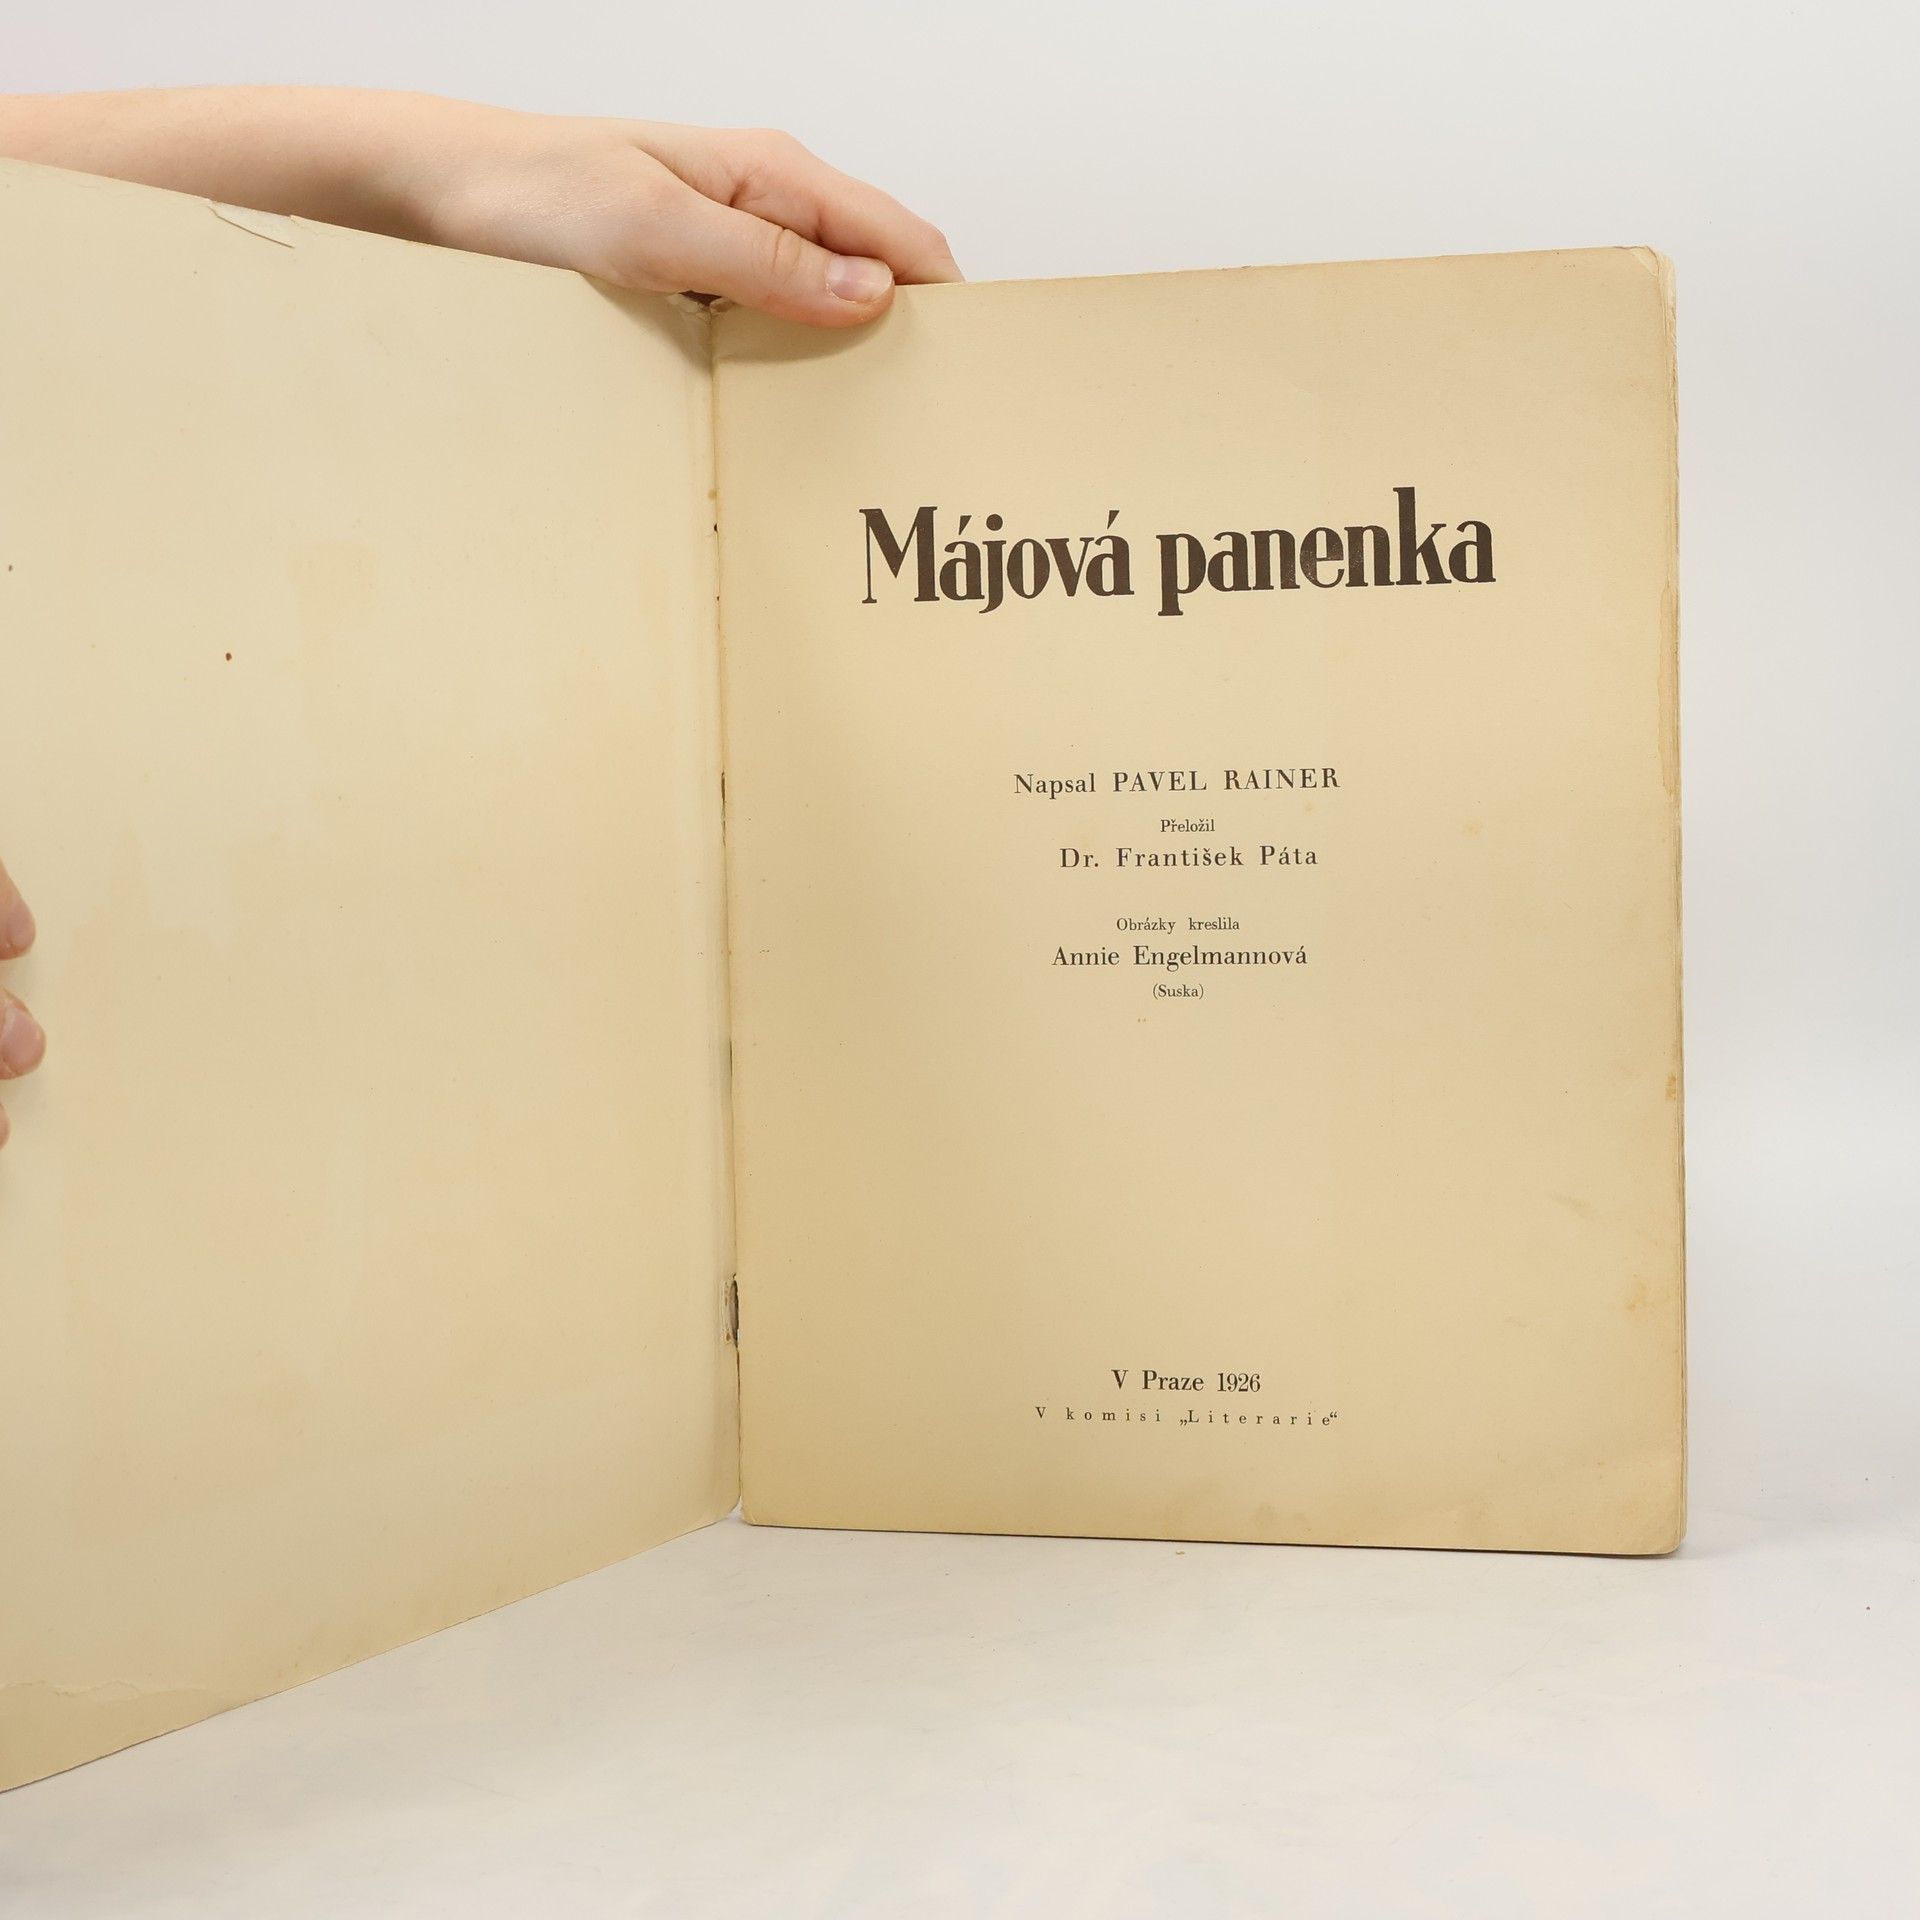 Májová panenka
Napsal PAVEL RAINER
Přeložil
Dr. František Páta
Obrázky kreslila
Annie Engelmannová
(Suska)
V Praze 1926
V komisi „Literarie“